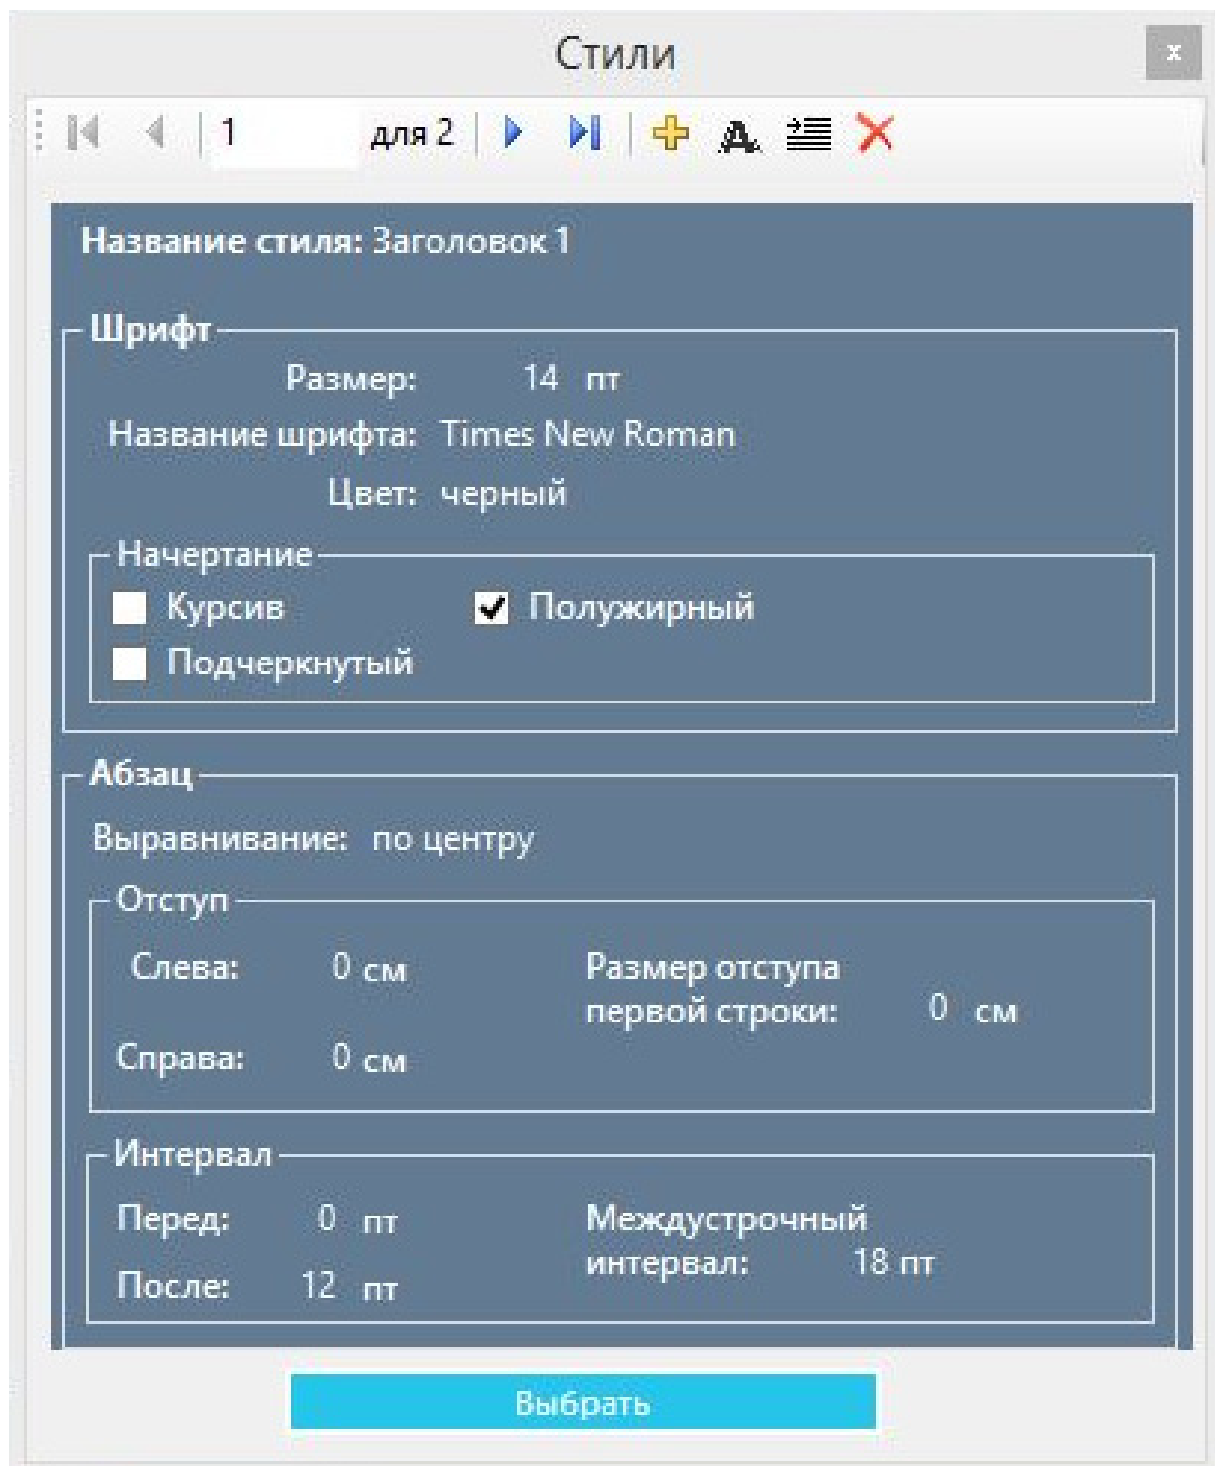 Стили
x
1 для 2
Название стиля: Заголовок 1
Шрифт
Размер: 14 пт
Название шрифта: Times New Roman
Цвет: черный
Начертание
Курсив Полужирный
Подчеркнутый
Абзац
Выравнивание: по центру
Отступ
Слева: 0 см
Размер отступа
первой строки: 0 см
Справа: 0 см
Интервал
Перед: 0 пт
Междустрочный
интервал: 18 пт
После: 12 пт
Выбрать